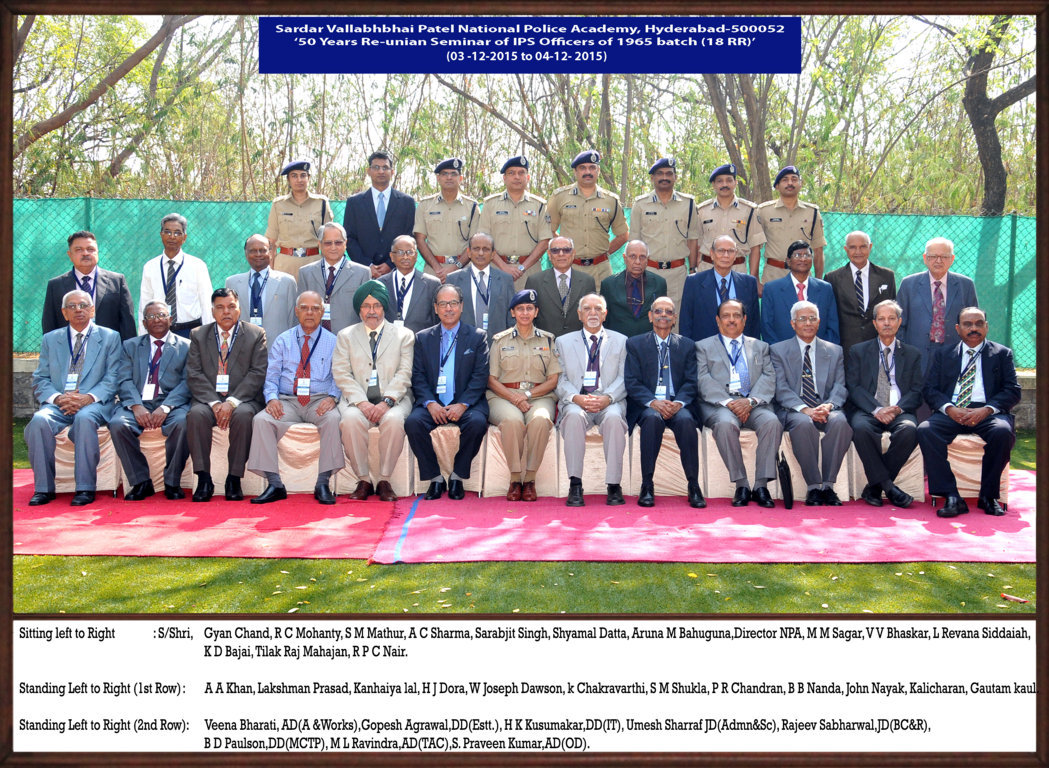 Sardar Vallabhbhai Patel National Police Academy, Hyderabad-500052
‘50 Years Re-unian Seminar of IPS Officers of 1965 batch (18 RR)’
(03 -12-2015 to 04-12- 2015)
Sitting left to Right : S/Shri, Gyan Chand, R C Mohanty, S M Mathur, A C Sharma, Sarabjit Singh, Shyamal Datta, Aruna M Bahuguna,Director NPA, M M Sagar, V V Bhaskar, L Revana Siddaiah,
K D Bajai, Tilak Raj Mahajan, R P C Nair.
Standing Left to Right (1st Row) : A A Khan, Lakshman Prasad, Kanhaiya lal, H J Dora, W Joseph Dawson, k Chakravarthi, S M Shukla, P R Chandran, B B Nanda, John Nayak, Kalicharan, Gautam kaul.
Standing Left to Right (2nd Row): Veena Bharati, AD(A &Works),Gopesh Agrawal,DD(Estt.), H K Kusumakar,DD(IT), Umesh Sharraf JD(Admn&Sc), Rajeev Sabharwal,JD(BC&R),
B D Paulson,DD(MCTP), M L Ravindra,AD(TAC),S. Praveen Kumar,AD(OD).